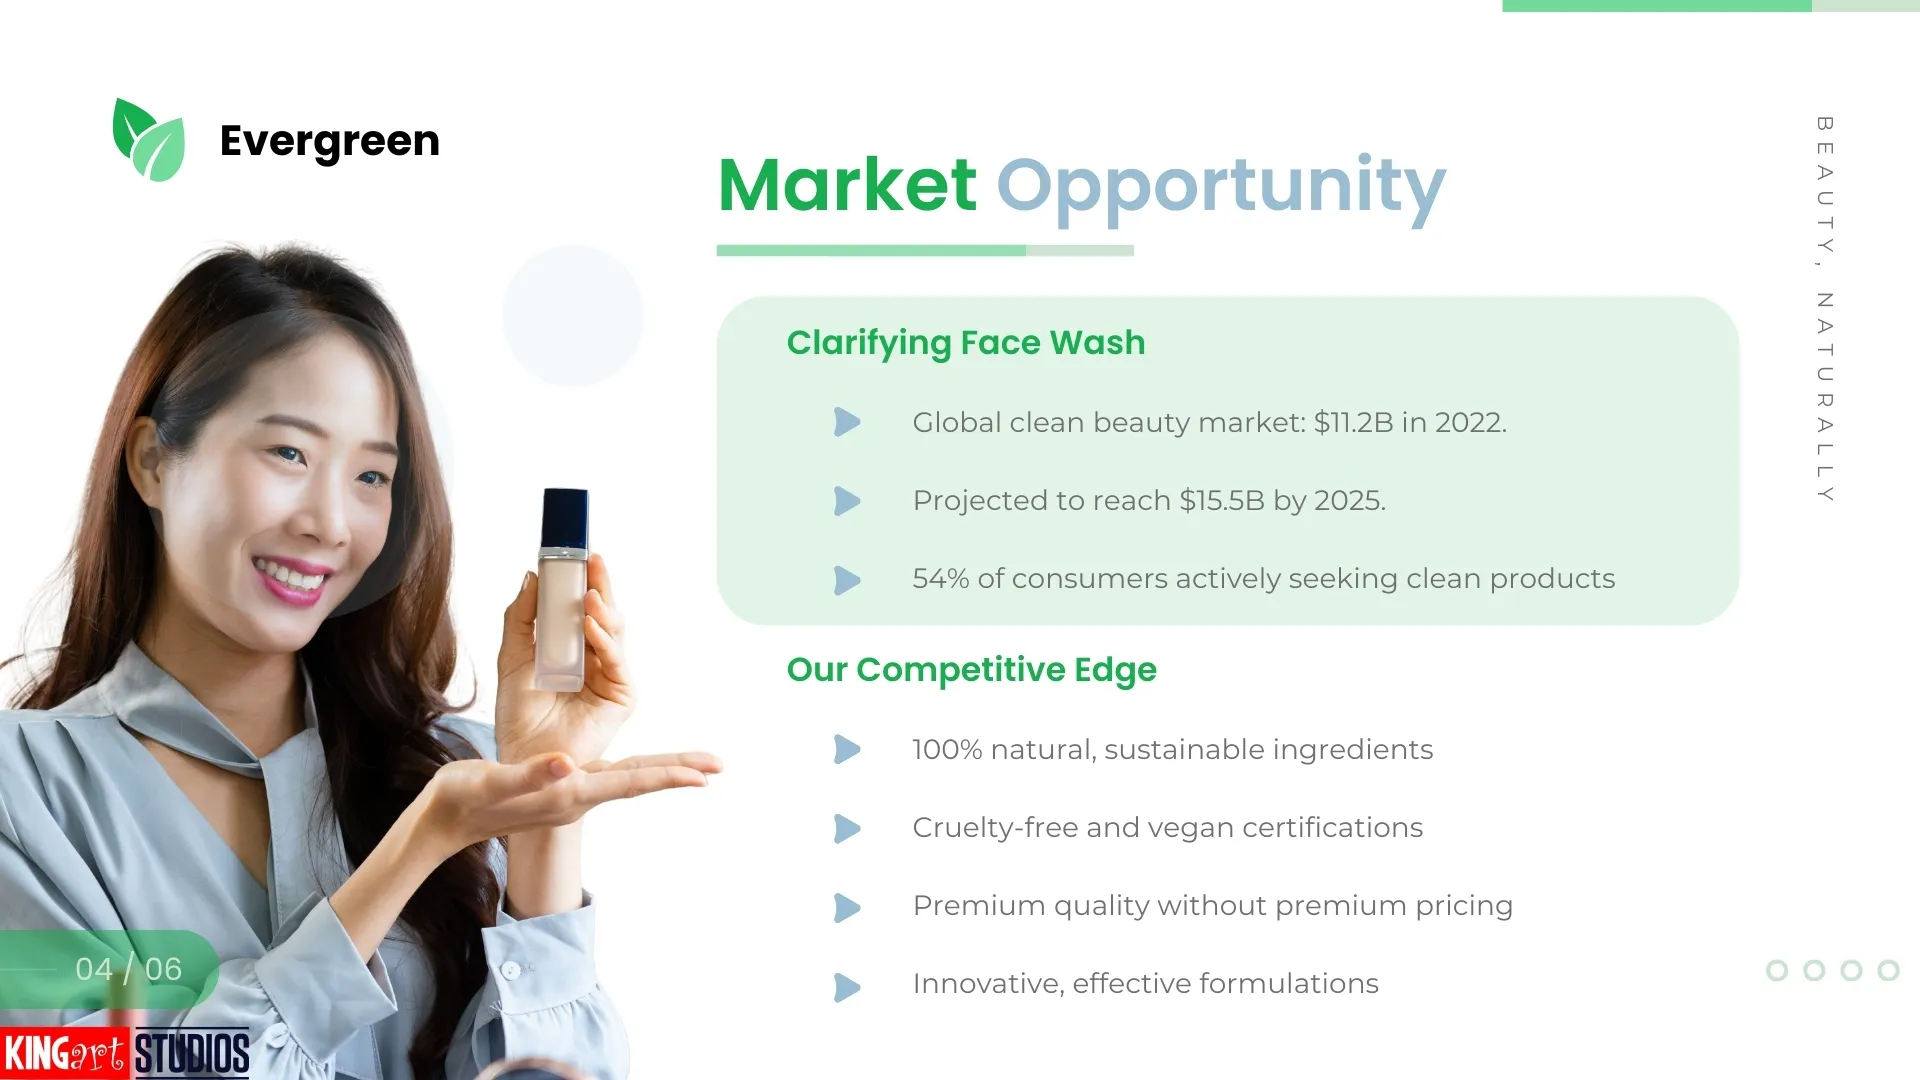 Evergreen
Market Opportunity
BEAUTY, NATURALLY
Clarifying Face Wash
Global clean beauty market: $11.2B in 2022.
Projected to reach $15.5B by 2025.
54% of consumers actively seeking clean products
Our Competitive Edge
100% natural, sustainable ingredients
Cruelty-free and vegan certifications
Premium quality without premium pricing
Innovative, effective formulations
04 / 06
KINGart STUDIOS